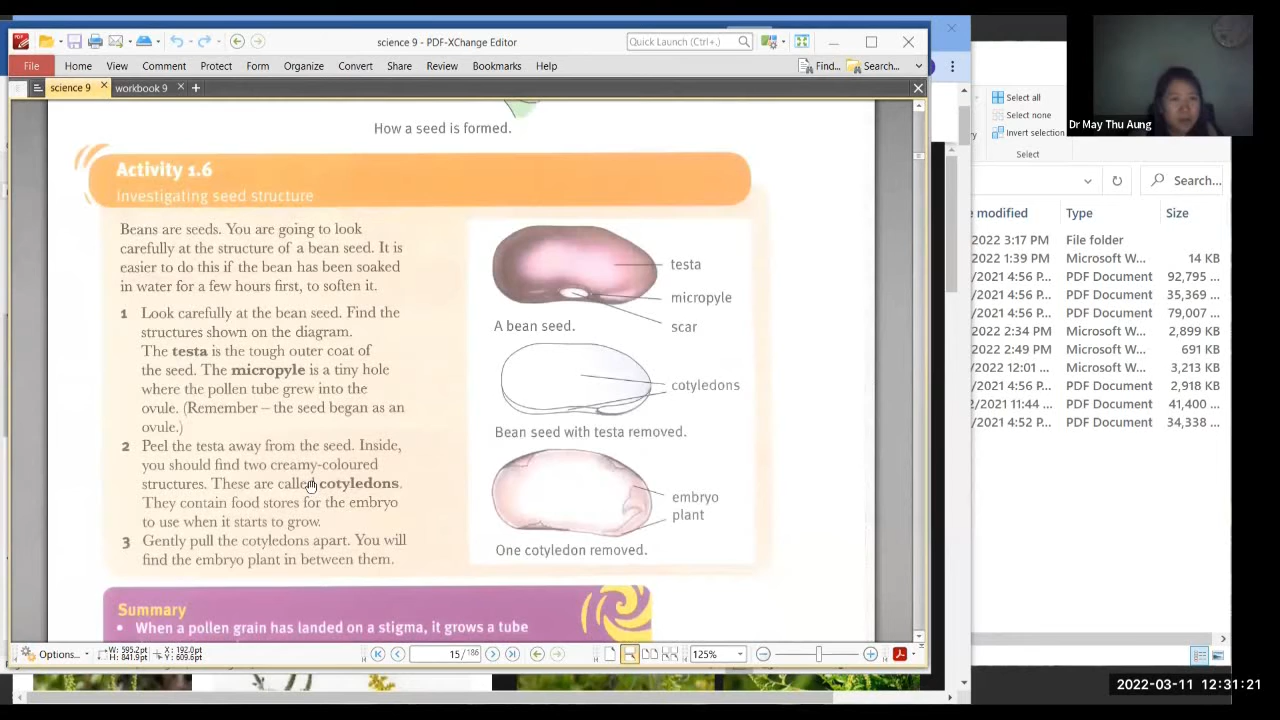 science 9 - PDF-XChange Editor
Quick Launch (Ctrl+.)
File Home View Comment Protect Form Organize Convert Share Review Bookmarks Help
Find... Search...
science 9 workbook 9
How a seed is formed.
Activity 1.6
Investigating seed structure
Beans are seeds. You are going to look
carefully at the structure of a bean seed. It is
easier to do this if the bean has been soaked
in water for a few hours first, to soften it.
1 Look carefully at the bean seed. Find the
structures shown on the diagram.
The testa is the tough outer coat of
the seed. The micropyle is a tiny hole
where the pollen tube grew into the
ovule. (Remember – the seed began as an
ovule.)
2 Peel the testa away from the seed. Inside,
you should find two creamy-coloured
structures. These are called cotyledons.
They contain food stores for the embryo
to use when it starts to grow.
3 Gently pull the cotyledons apart. You will
find the embryo plant in between them.
testa
micropyle
scar
A bean seed.
cotyledons
Bean seed with testa removed.
embryo
plant
One cotyledon removed.
Summary
• When a pollen grain has landed on a stigma, it grows a tube
Options...
W: 595.2pt
H: 841.9pt
X: 192.0pt
Y: 609.6pt
15 / 186
125%
Dr May Thu Aung
Select all
Select none
Invert selection
Select
Search...
modified Type Size
2022 3:17 PM File folder
2022 1:39 PM Microsoft W... 14 KB
/2021 4:56 P... PDF Document 92,795 ...
/2021 4:56 P... PDF Document 35,369 ...
/2021 4:56 P... PDF Document 79,007 ...
2022 2:34 PM Microsoft W... 2,899 KB
2022 2:49 PM Microsoft W... 691 KB
2022 12:01 ... Microsoft W... 3,213 KB
/2021 4:56 P... PDF Document 2,918 KB
2/2021 11:44 ... PDF Document 41,400 ...
/2021 4:52 P... PDF Document 34,338 ...
2022-03-11 12:31:21